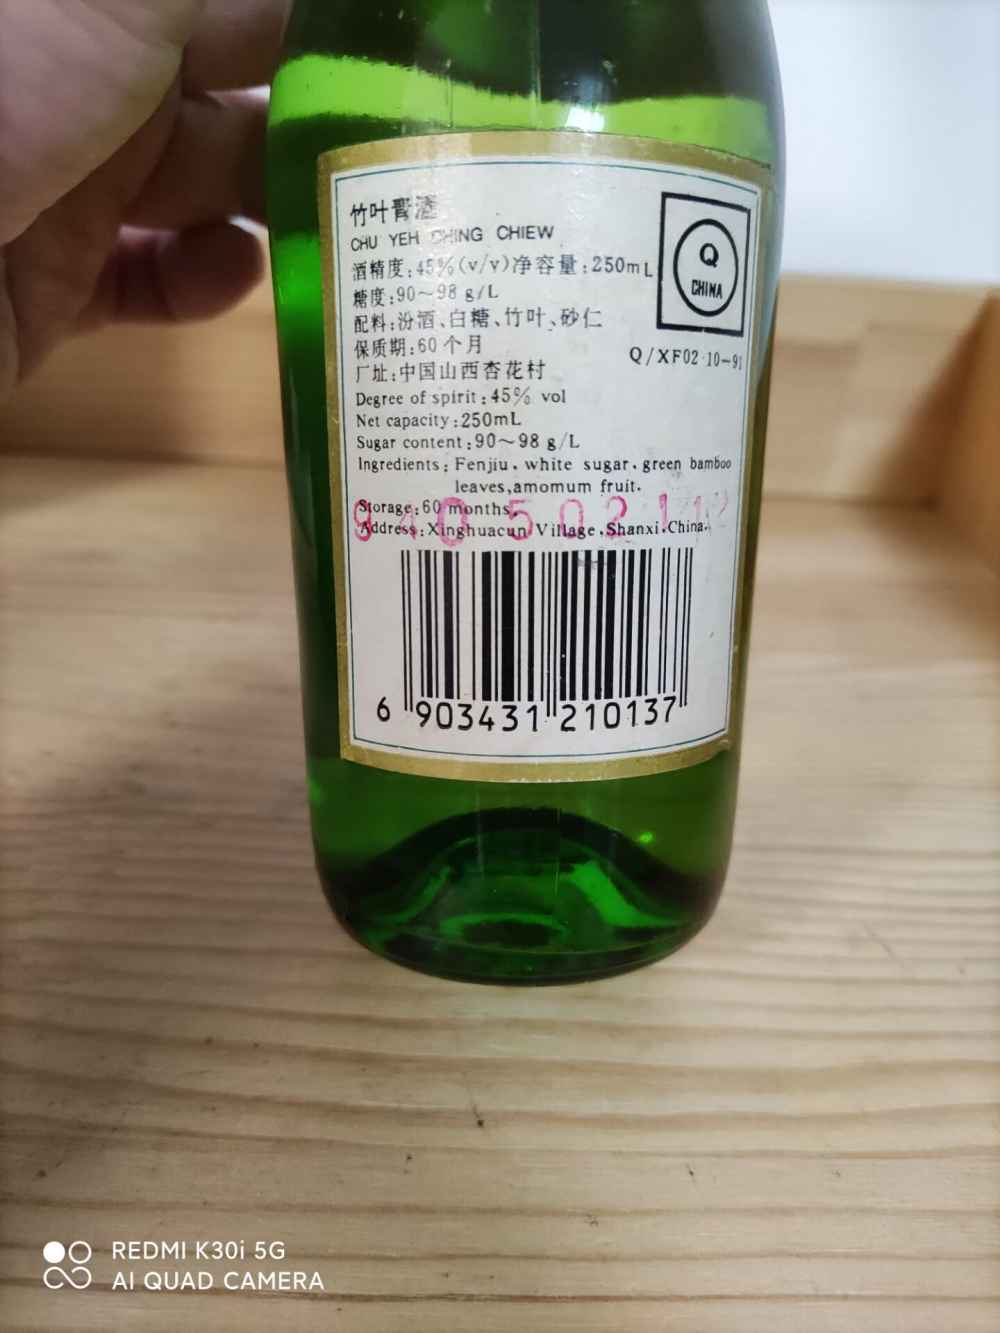 竹叶青酒
CHU YEH CHING CHIEW
酒精度:45%(v/v)净容量:250mL
糖度:90~98 g/L
配料:汾酒、白糖、竹叶、砂仁
保质期:60个月
厂址:中国山西杏花村
Q
CHINA
Q/XF02·10-91
Degree of spirit:45% vol
Net capacity:250mL
Sugar content:90~98 g/L
Ingredients: Fenjiu, white sugar, green bamboo
leaves,amomum fruit.
Storage:60 months.
Address:Xinghuacun Village,Shanxi,China.
6 903431 210137
REDMI K30i 5G
AI QUAD CAMERA